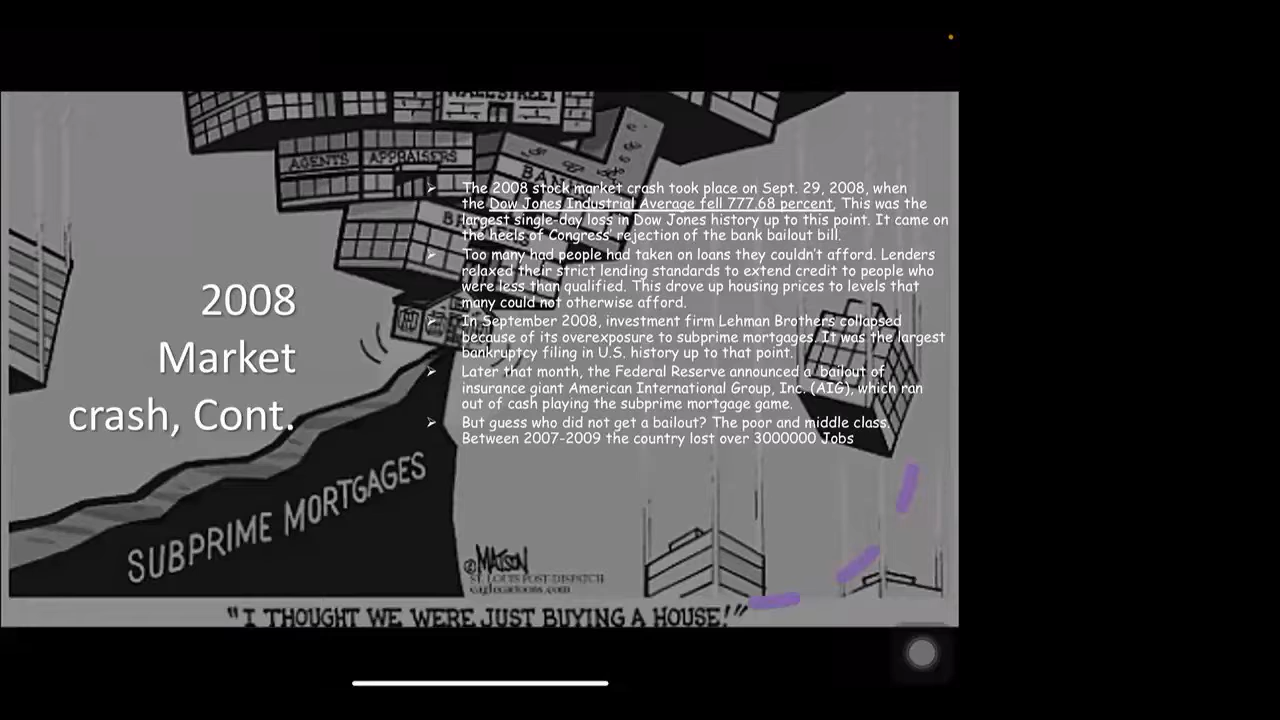 WALL STREET
AGENTS APPRAISERS
2008
Market
crash, Cont.
➢ The 2008 stock market crash took place on Sept. 29, 2008, when
the Dow Jones Industrial Average fell 777.68 percent, This was the
largest single-day loss in Dow Jones history up to this point. It came on
the heels of Congress' rejection of the bank bailout bill.
➢ Too many had people had taken on loans they couldn't afford. Lenders
relaxed their strict lending standards to extend credit to people who
were less than qualified. This drove up housing prices to levels that
many could not otherwise afford.
➢ In September 2008, investment firm Lehman Brothers collapsed
because of its overexposure to subprime mortgages. It was the largest
bankruptcy filing in U.S. history up to that point.
➢ Later that month, the Federal Reserve announced a bailout of
insurance giant American International Group, Inc. (AIG), which ran
out of cash playing the subprime mortgage game.
➢ But guess who did not get a bailout? The poor and middle class.
Between 2007-2009 the country lost over 3000000 Jobs
SUBPRIME MORTGAGES
©MATSON
ST. LOUIS POST-DISPATCH
caglecartoons.com
"I THOUGHT WE WERE JUST BUYING A HOUSE!"